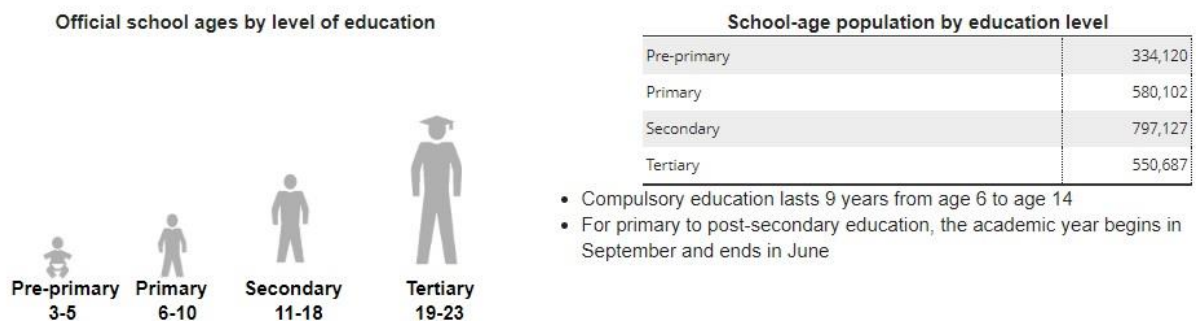 Official school ages by level of education
Pre-primary Primary Secondary Tertiary
3-5 6-10 11-18 19-23
School-age population by education level
Pre-primary 334,120
Primary 580,102
Secondary 797,127
Tertiary 550,687
• Compulsory education lasts 9 years from age 6 to age 14
• For primary to post-secondary education, the academic year begins in
September and ends in June